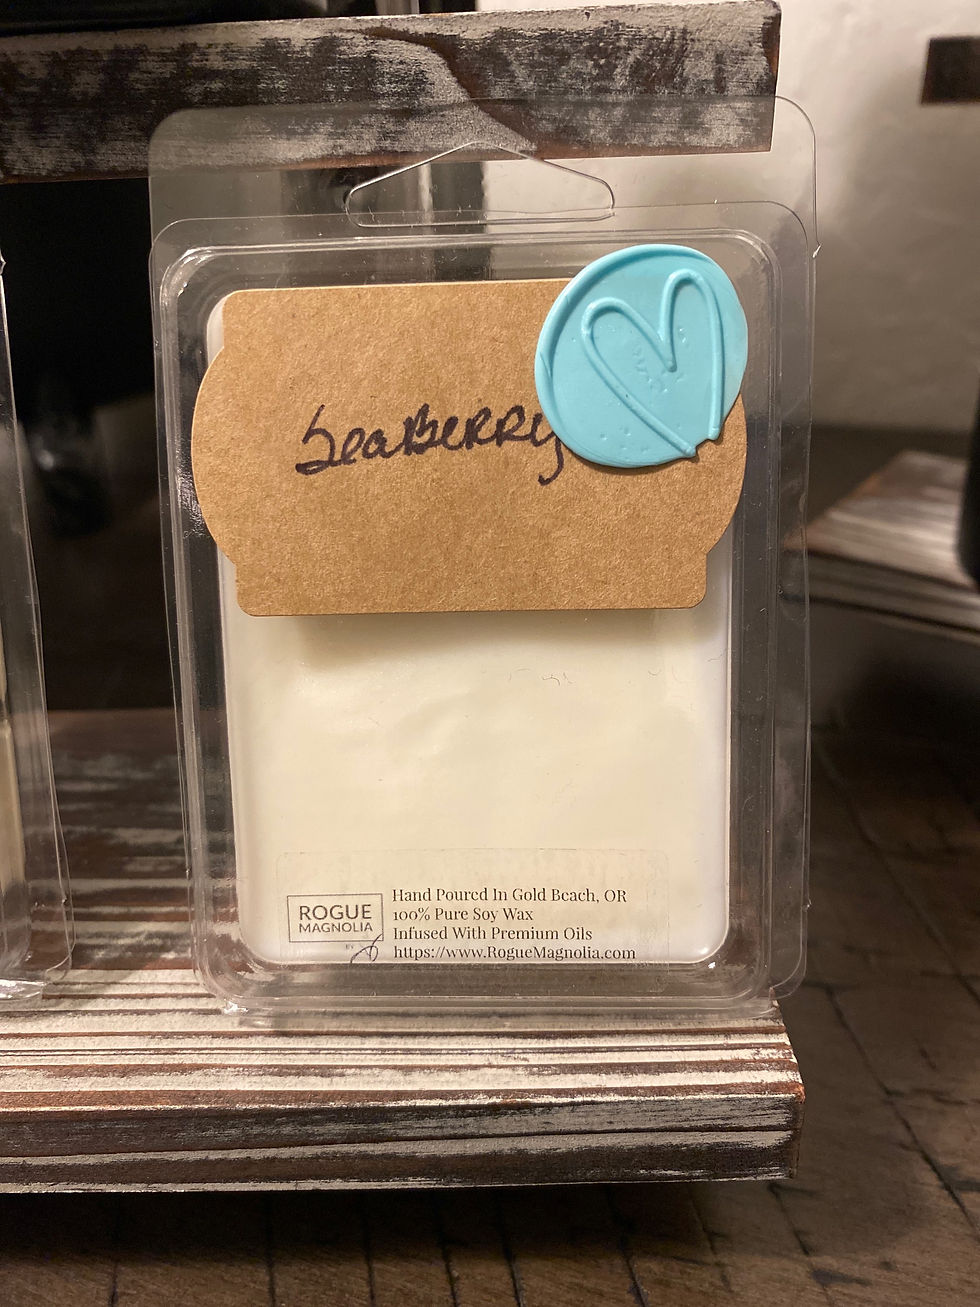 SeaBERRy
ROGUE
MAGNOLIA
BY
Hand Poured In Gold Beach, OR
100% Pure Soy Wax
Infused With Premium Oils
https://www.RogueMagnolia.com